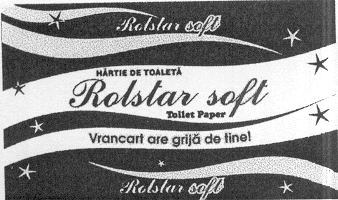 Rolstar soft
HÂRTIE DE TOALETĂ
Rolstar soft
Toilet Paper
Vrancart are grijă de tine!
Rolstar soft